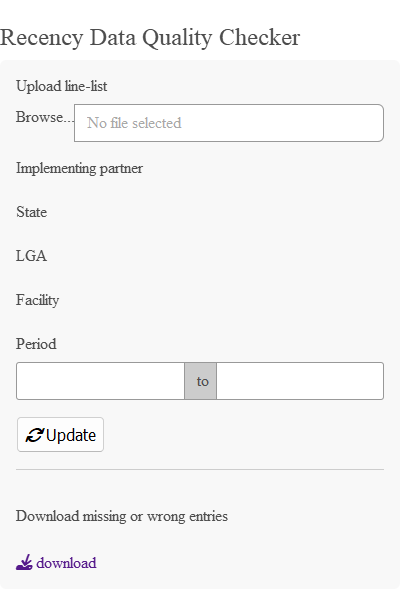 Recency Data Quality Checker
Upload line-list
Browse... No file selected
Implementing partner
State
LGA
Facility
Period
to
Update
Download missing or wrong entries
download